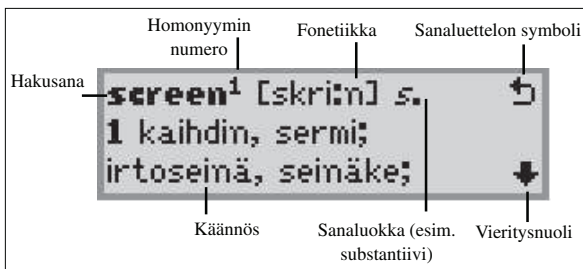 Homonyymin
numero
Fonetiikka
Sanaluettelon symboli
Hakusana
screen¹ [skri:n] s.
1 kaihdin, sermi;
irtoseinä, seinäke;
Käännös
Sanaluokka (esim.
substantiivi)
Vieritysnuoli